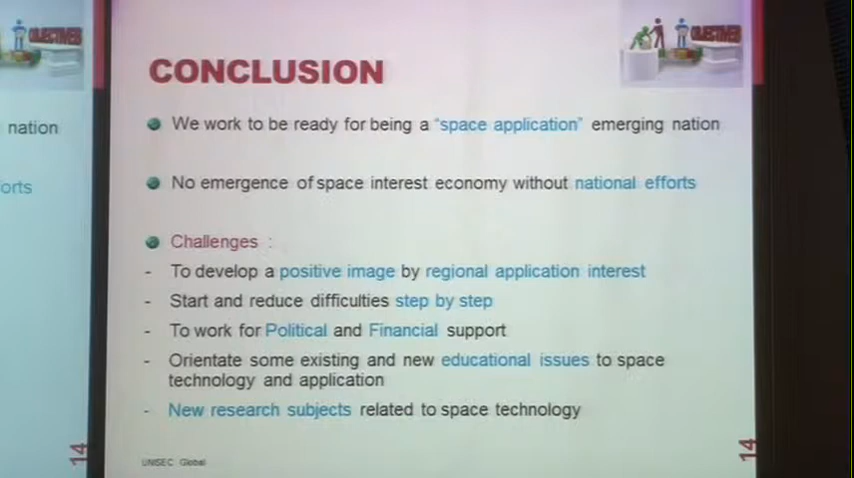 OBJECTIVES
OBJECTIVES
CONCLUSION
nation
We work to be ready for being a "space application" emerging nation
orts
No emergence of space interest economy without national efforts
Challenges :
- To develop a positive image by regional application interest
- Start and reduce difficulties step by step
- To work for Political and Financial support
- Orientate some existing and new educational issues to space
technology and application
- New research subjects related to space technology
14
14
UNISEC Global